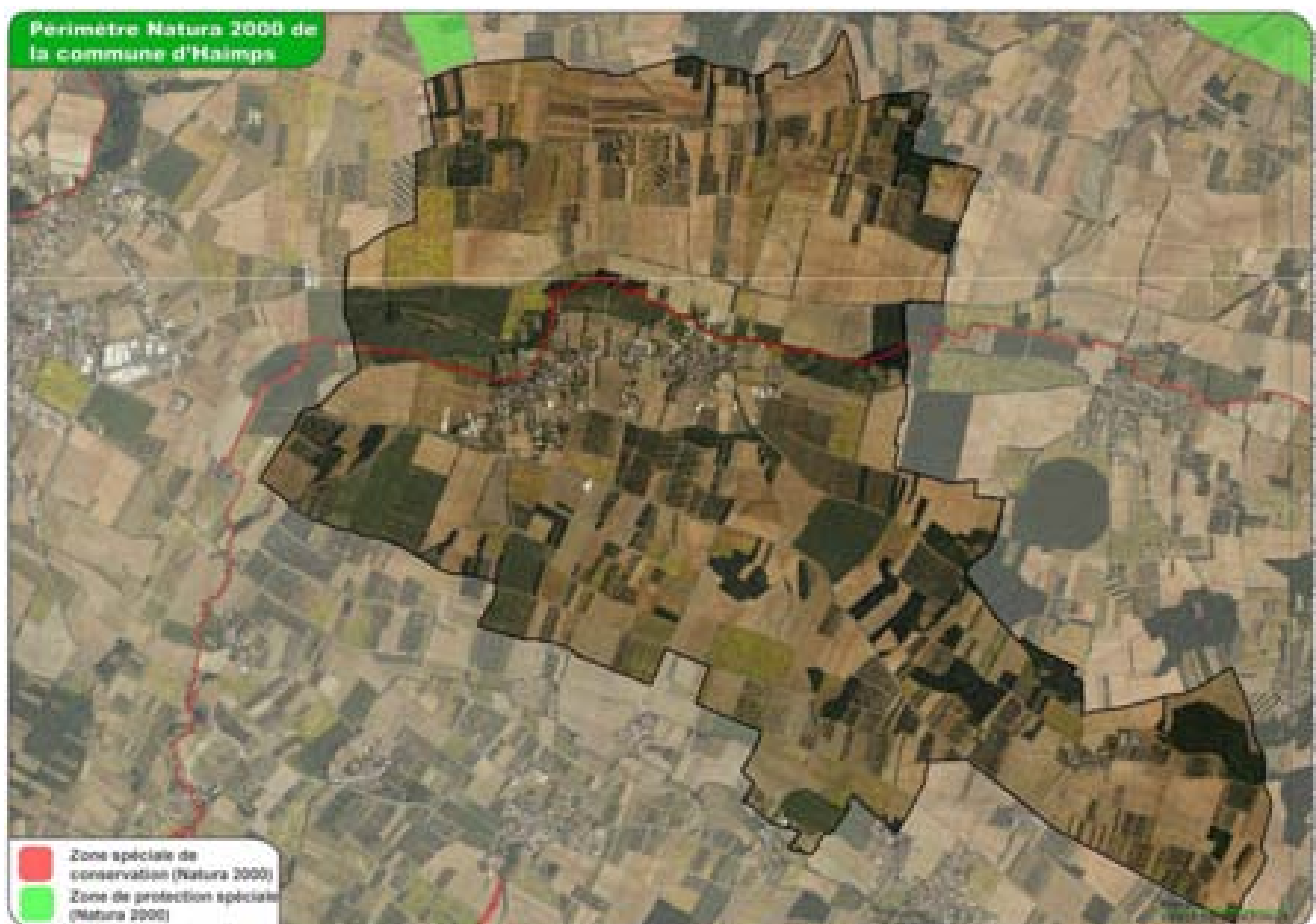 Périmètre Natura 2000 de
la commune d'Haimps
Zone spéciale de
conservation (Natura 2000)
Zone de protection spéciale
(Natura 2000)